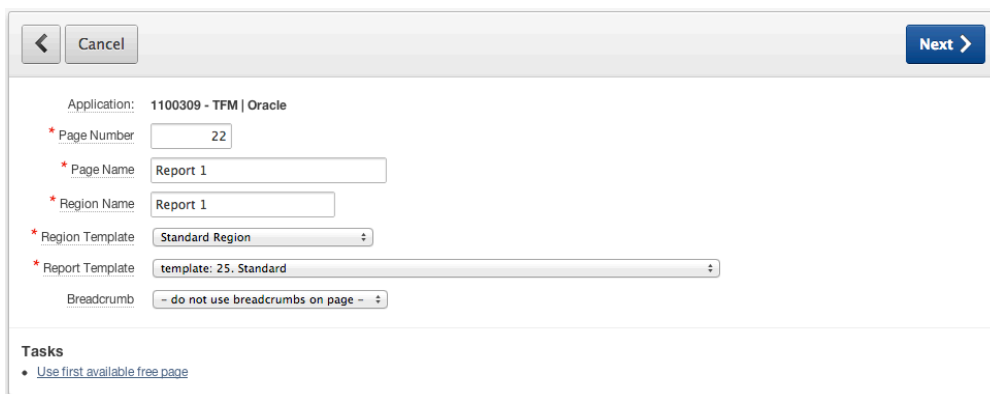 Cancel
Next
Application: 1100309 - TFM | Oracle
* Page Number 22
* Page Name Report 1
* Region Name Report 1
* Region Template Standard Region
* Report Template template: 25. Standard
Breadcrumb - do not use breadcrumbs on page -
Tasks
• Use first available free page